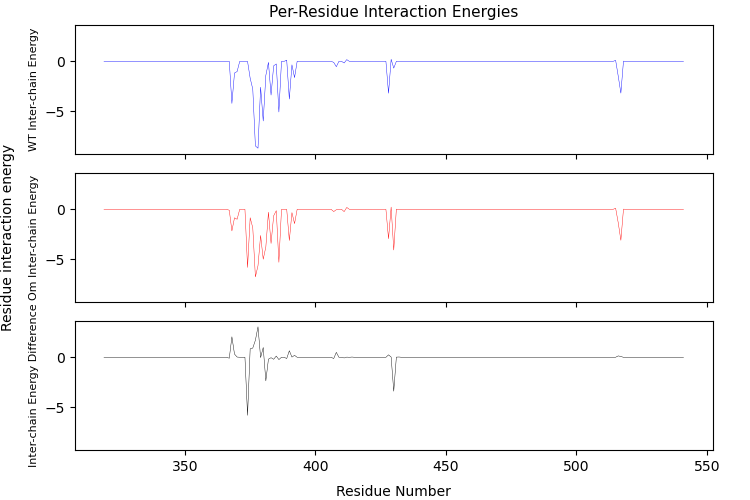 Per-Residue Interaction Energies
Residue interaction energy
WT Inter-chain Energy
0
−5
Om Inter-chain Energy
0
−5
Inter-chain Energy Difference
0
−5
350
400
450
500
550
Residue Number